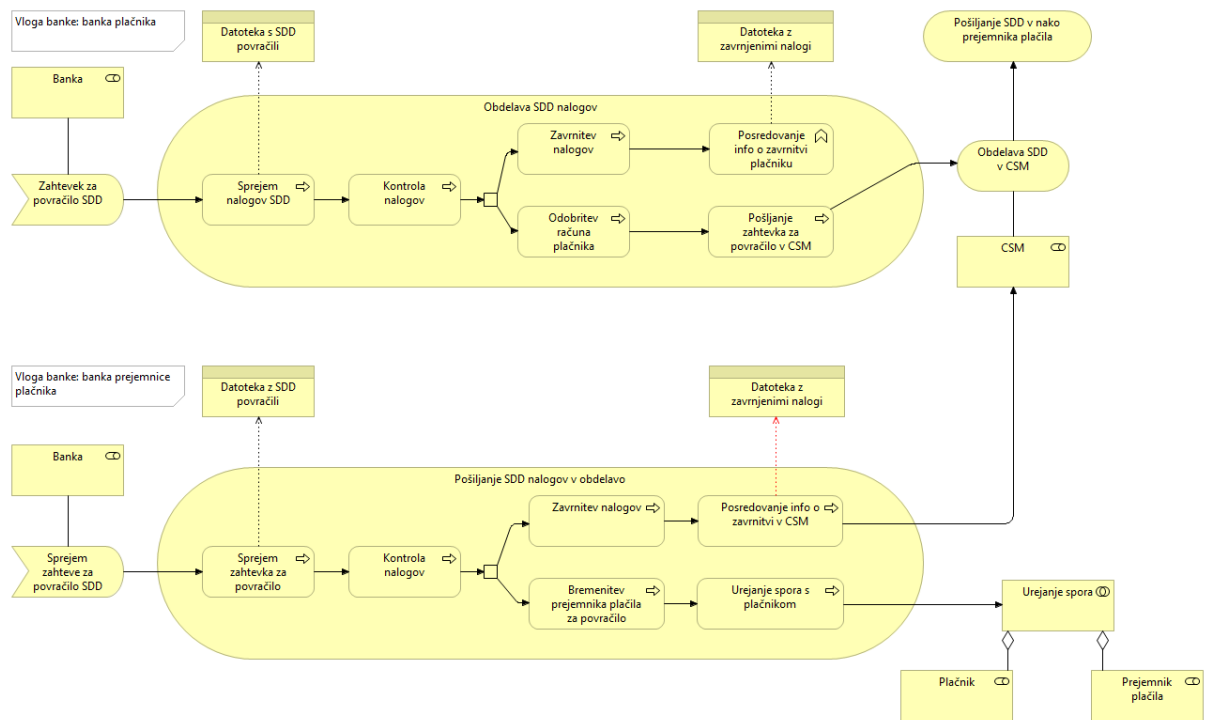 Vloga banke: banka plačnika
Datoteka s SDD
povračili
Datoteka z
zavrnjenimi nalogi
Pošiljanje SDD v nako
prejemnika plačila
Banka
Obdelava SDD nalogov
Zavrnitev
nalogov
Posredovanje
info o zavrnitvi
plačniku
Obdelava SDD
v CSM
Zahtevek za
povračilo SDD
Sprejem
nalogov SDD
Kontrola
nalogov
Odobritev
računa
plačnika
Pošljanje
zahtevka za
povračilo v CSM
CSM
Vloga banke: banka prejemnice
plačnika
Datoteka z SDD
povračili
Datoteka z
zavrnjenimi nalogi
Banka
Pošiljanje SDD nalogov v obdelavo
Zavrnitev nalogov
Posredovanje info o
zavrnitvi v CSM
Sprejem
zahteve za
povračilo SDD
Sprejem
zahtevka za
povračilo
Kontrola
nalogov
Bremenitev
prejemnika plačila
za povračilo
Urejanje spora s
plačnikom
Urejanje spora
Plačnik
Prejemnik
plačila